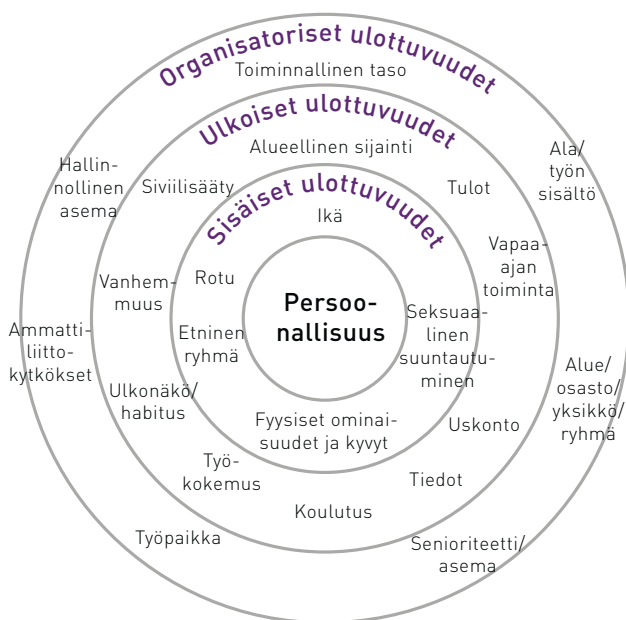 Organisatoriset ulottuvuudet
Toiminnallinen taso
Ulkoiset ulottuvuudet
Alueellinen sijainti
Ala/
työn
sisältö
Hallin-
nollinen
asema
Siviilisääty
Tulot
Sisäiset ulottuvuudet
Ikä
Vapaa-
ajan
toiminta
Vanhem-
muus
Rotu
Persoo-
nallisuus
Seksuaa-
linen
suuntautu-
minen
Etninen
ryhmä
Ammatti-
liitto-
kytkökset
Alue/
osasto/
yksikkö/
ryhmä
Ulkonäkö/
habitus
Fyysiset ominai-
suudet ja kyvyt
Uskonto
Työ-
kokemus
Tiedot
Koulutus
Työpaikka
Senioriteetti/
asema